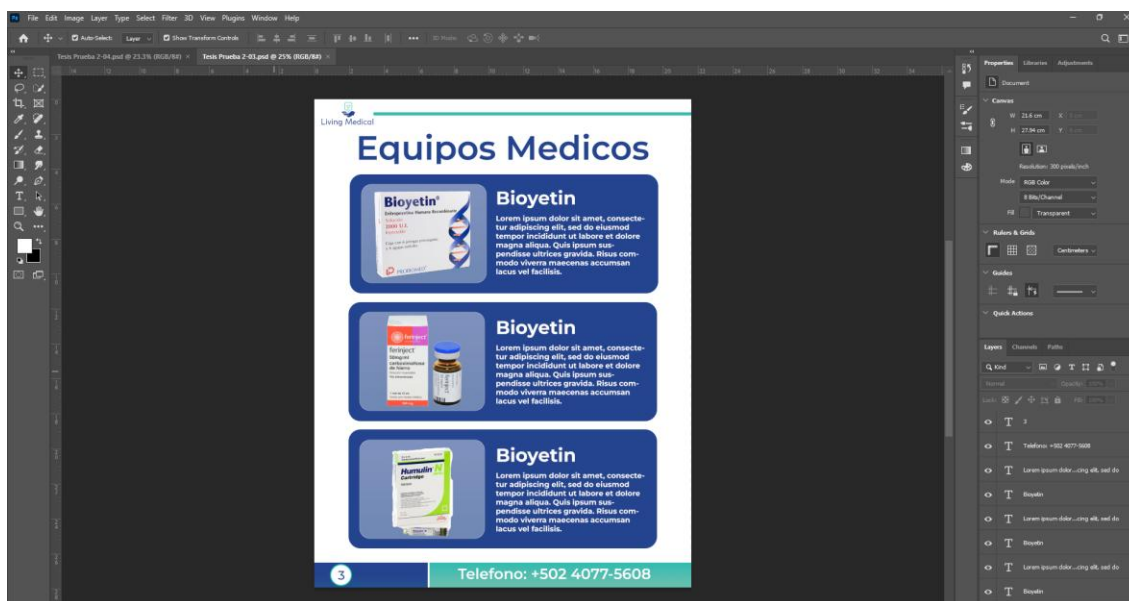 File Edit Image Layer Type Select Filter 3D View Plugins Window Help
Auto-Select: Layer Show Transform Controls
Tesis Prueba 2-04.psd @ 23.3% (RGB/8#) × Tesis Prueba 2-03.psd @ 25% (RGB/8#) ×
Living Medical
Equipos Medicos
Bioyetin®
Bioyetin
Lorem ipsum dolor sit amet, consecte-
tur adipiscing elit, sed do eiusmod
tempor incididunt ut labore et dolore
magna aliqua. Quis ipsum sus-
pendisse ultrices gravida. Risus com-
modo viverra maecenas accumsan
lacus vel facilisis.
ferinject
Bioyetin
Lorem ipsum dolor sit amet, consecte-
tur adipiscing elit, sed do eiusmod
tempor incididunt ut labore et dolore
magna aliqua. Quis ipsum sus-
pendisse ultrices gravida. Risus com-
modo viverra maecenas accumsan
lacus vel facilisis.
Humulin N
Cartridge
Bioyetin
Lorem ipsum dolor sit amet, consecte-
tur adipiscing elit, sed do eiusmod
tempor incididunt ut labore et dolore
magna aliqua. Quis ipsum sus-
pendisse ultrices gravida. Risus com-
modo viverra maecenas accumsan
lacus vel facilisis.
3
Telefono: +502 4077-5608
Properties Libraries Adjustments
Document
Canvas
W 21.6 cm X
H 27.94 cm Y
Resolution: 300 pixels/inch
Mode RGB Color
8 Bits/Channel
Fill Transparent
Rulers & Grids
Centimeters
Guides
Quick Actions
Layers Channels Paths
Kind
Normal Opacity: 100%
Lock: Fill: 100%
3
Telefono: +502 4077-5608
Lorem ipsum dolor...cing elit, sed do
Bioyetin
Lorem ipsum dolor...cing elit, sed do
Bioyetin
Lorem ipsum dolor...cing elit, sed do
Bioyetin